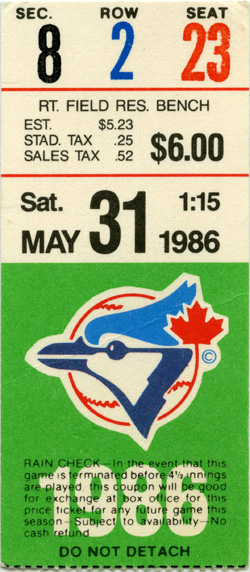 SEC. ROW SEAT
8 2 23
RT. FIELD RES. BENCH
EST. $5.23
STAD. TAX .25
SALES TAX .52 $6.00
Sat. 1:15
MAY 31 1986
©
RAIN CHECK—In the event that this
game is terminated before 4½ innings
are played, this coupon will be good
for exchange at box office for this
price ticket for any future game this
season—Subject to availability—No
cash refund
1986
DO NOT DETACH